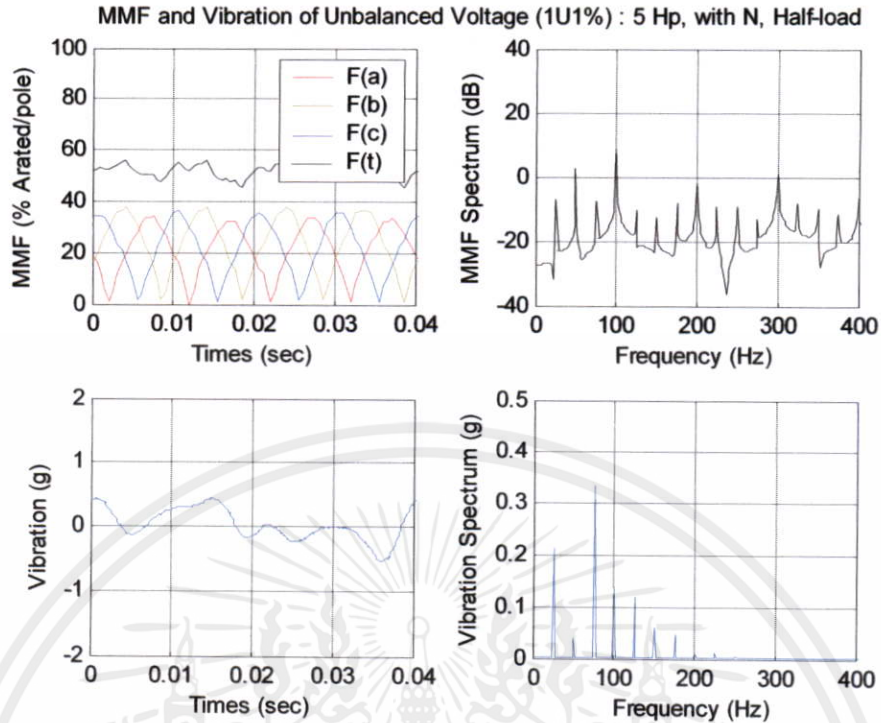 MMF and Vibration of Unbalanced Voltage (1U1%) : 5 Hp, with N, Half-load
MMF (% Arated/pole)
100
80
60
40
20
0
F(a)
F(b)
F(c)
F(t)
0 0.01 0.02 0.03 0.04
Times (sec)
MMF Spectrum (dB)
40
20
0
-20
-40
0 100 200 300 400
Frequency (Hz)
Vibration (g)
2
1
0
-1
-2
0 0.01 0.02 0.03 0.04
Times (sec)
Vibration Spectrum (g)
0.5
0.4
0.3
0.2
0.1
0
0 100 200 300 400
Frequency (Hz)